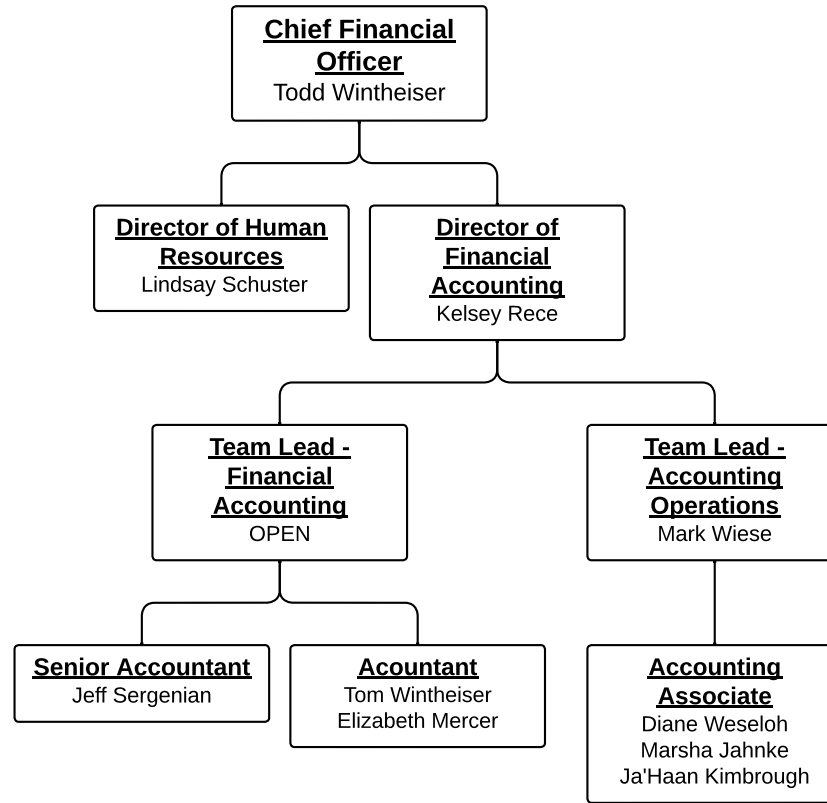 Chief Financial
Officer
Todd Wintheiser
Director of Human
Resources
Lindsay Schuster
Director of
Financial
Accounting
Kelsey Rece
Team Lead -
Financial
Accounting
OPEN
Team Lead -
Accounting
Operations
Mark Wiese
Senior Accountant
Jeff Sergenian
Acountant
Tom Wintheiser
Elizabeth Mercer
Accounting
Associate
Diane Weseloh
Marsha Jahnke
Ja'Haan Kimbrough